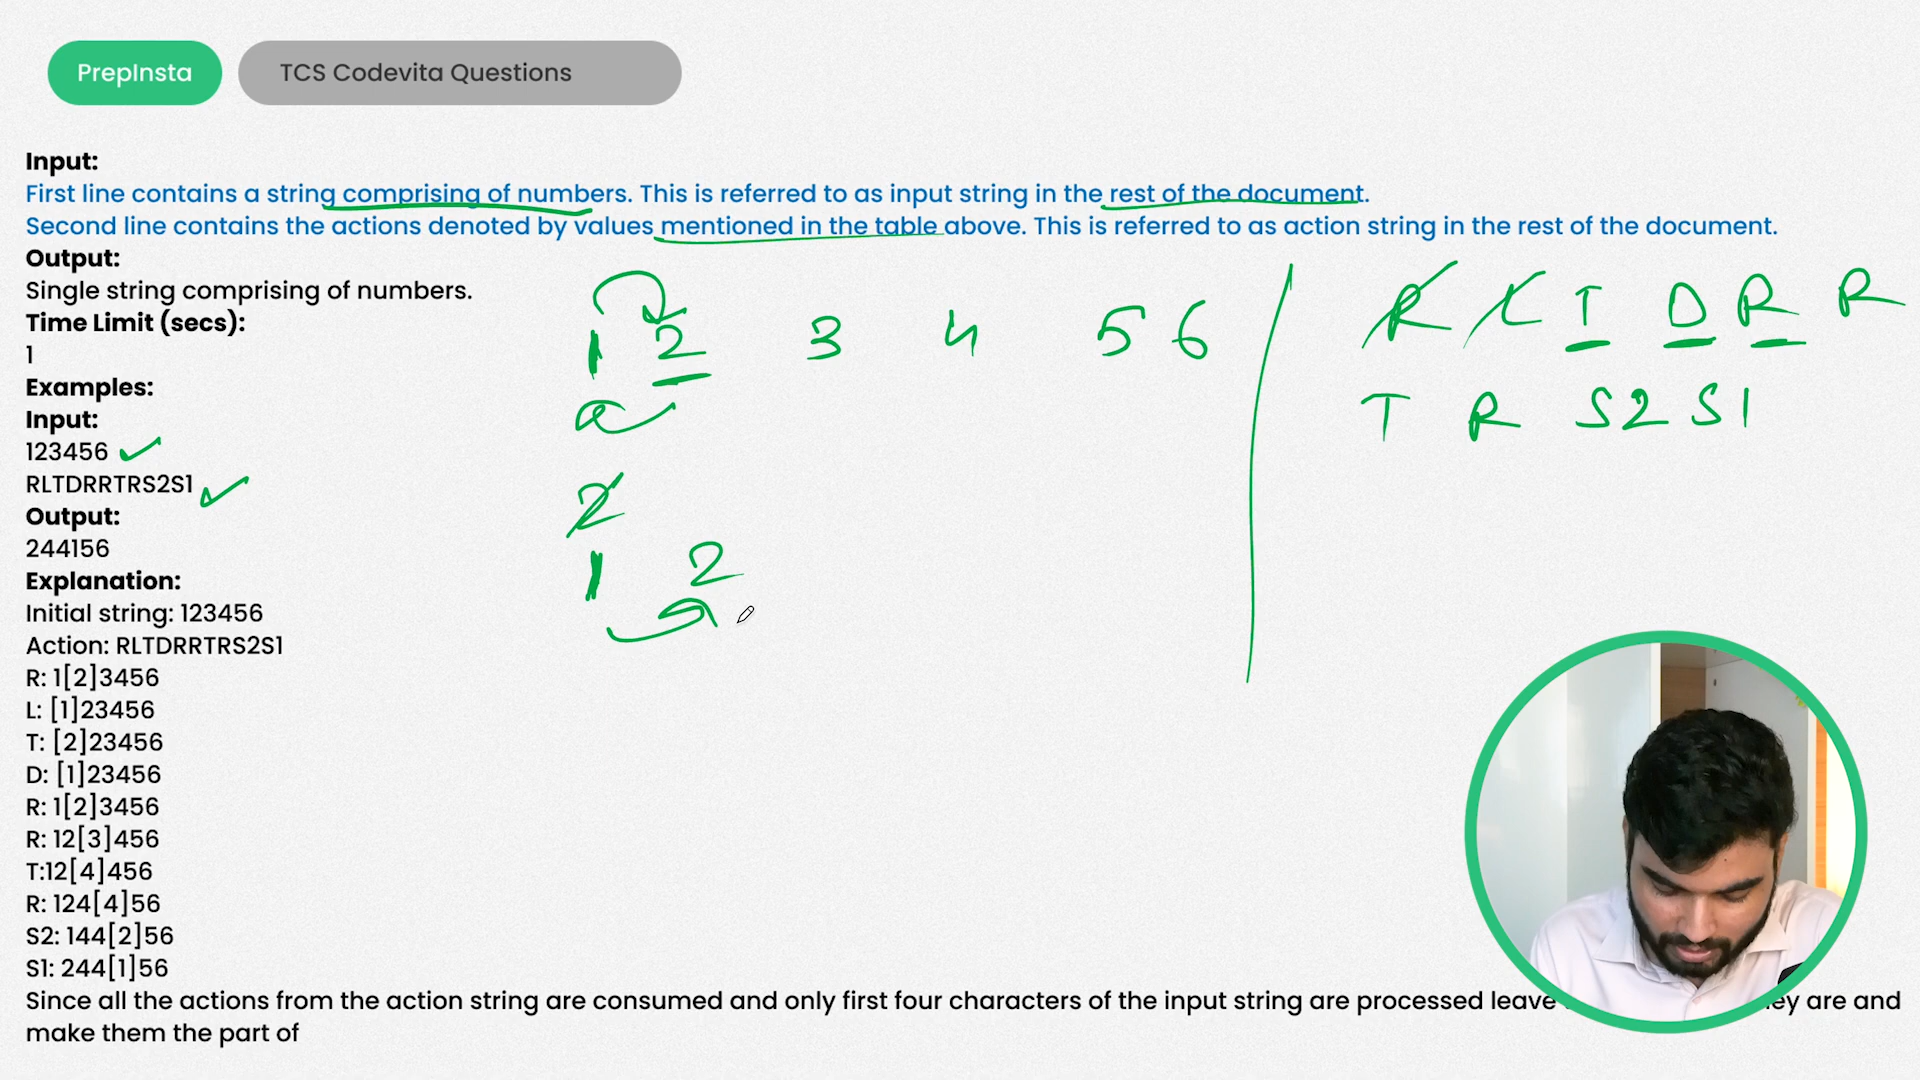 PrepInsta TCS Codevita Questions
Input:
First line contains a string comprising of numbers. This is referred to as input string in the rest of the document.
Second line contains the actions denoted by values mentioned in the table above. This is referred to as action string in the rest of the document.
Output:
Single string comprising of numbers.
Time Limit (secs):
1
Examples:
Input:
123456
RLTDRRTRS2S1
Output:
244156
Explanation:
Initial string: 123456
Action: RLTDRRTRS2S1
R: 1[2]3456
L: [1]23456
T: [2]23456
D: [1]23456
R: 1[2]3456
R: 12[3]456
T:12[4]456
R: 124[4]56
S2: 144[2]56
S1: 244[1]56
Since all the actions from the action string are consumed and only first four characters of the input string are processed leave are and
make them the part of
1 2 3 4 5 6
2
1 2
R L T D R R
T R S2 S1